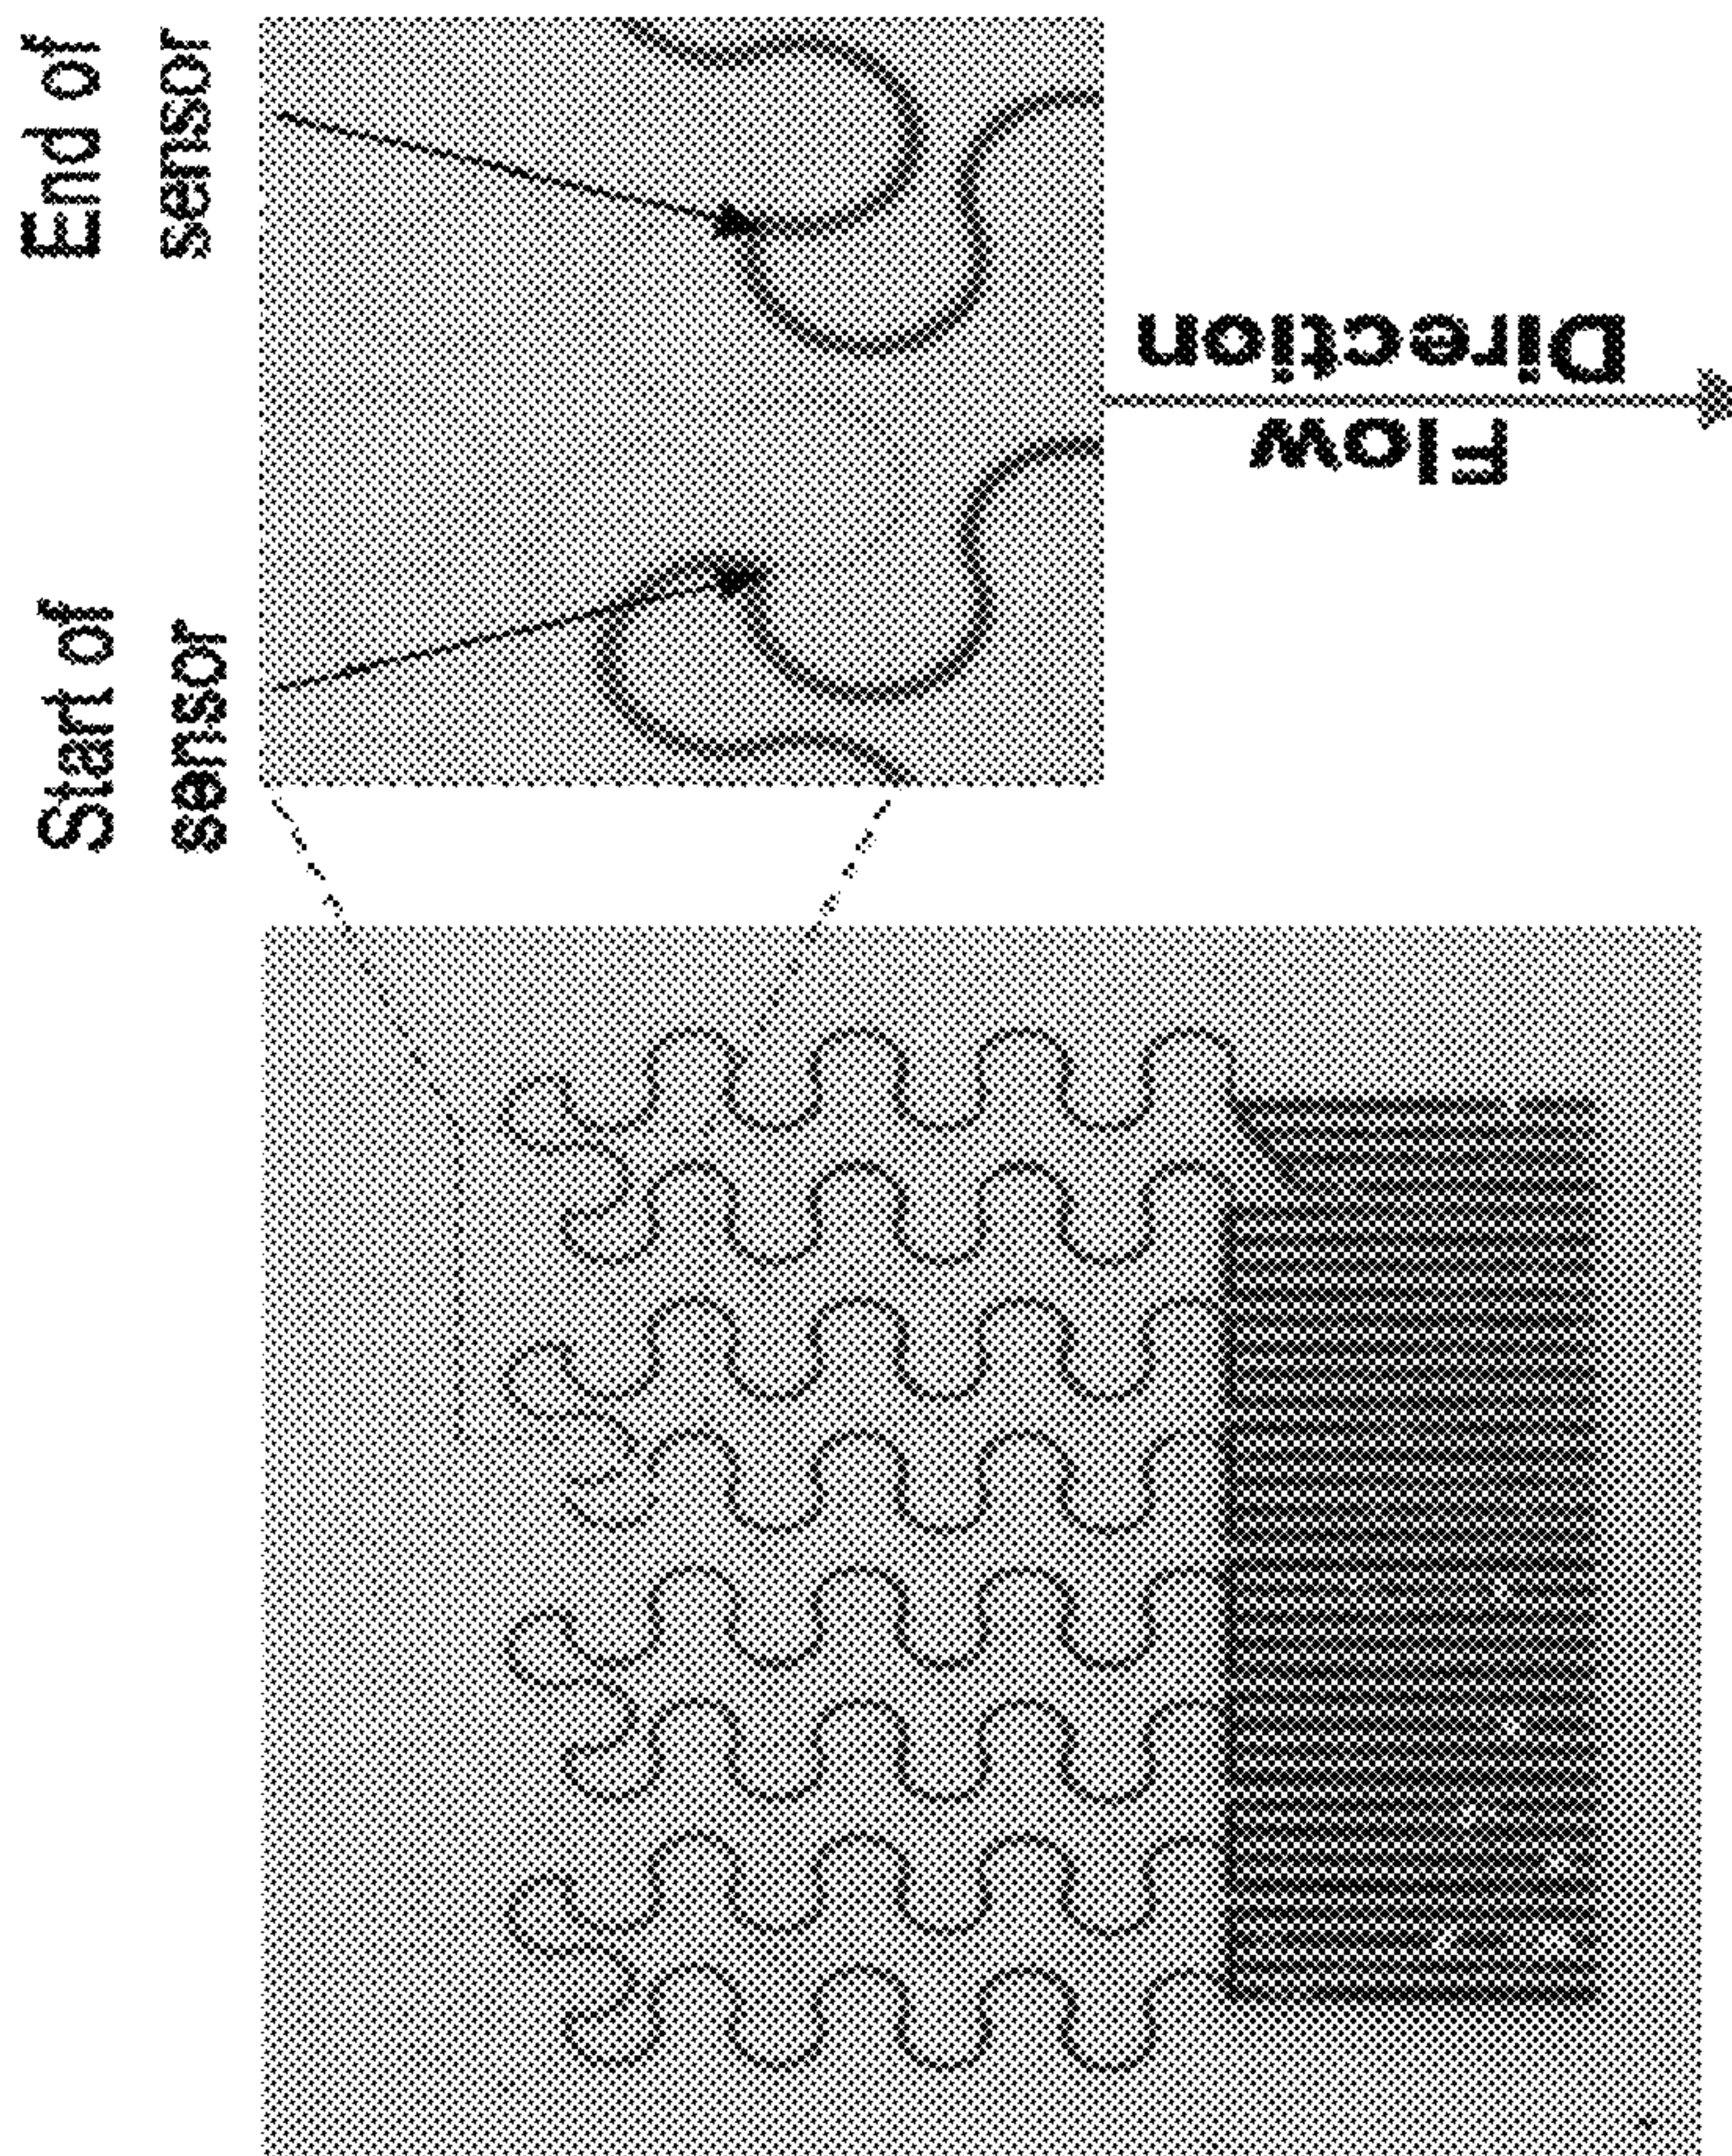 End of
sensor
Start of
sensor
Flow
Direction